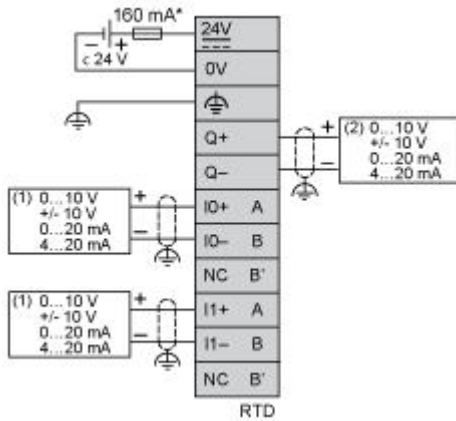 160 mA*
24V
– +
c 24 V
0V
Q+
+ (2) 0...10 V
+/- 10 V
0...20 mA
– 4...20 mA
Q–
(1) 0...10 V +
+/- 10 V
0...20 mA
4...20 mA –
I0+ A
I0– B
NC B'
(1) 0...10 V +
+/- 10 V
0...20 mA
4...20 mA –
I1+ A
I1– B
NC B'
RTD